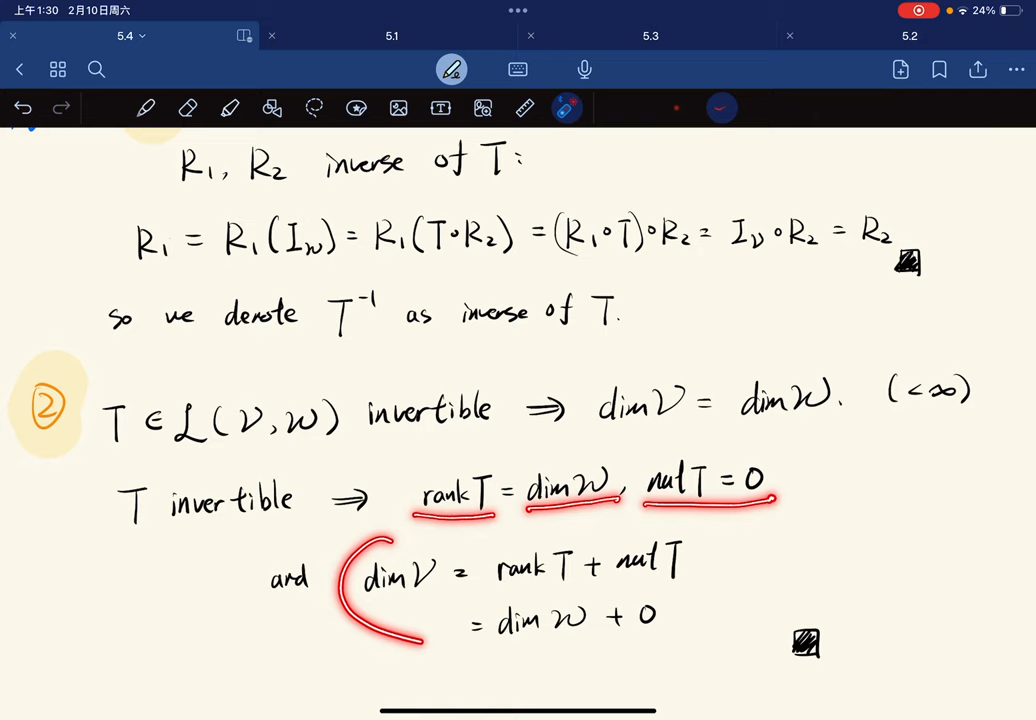 上午1:30 2月10日周六
24%
5.4
5.1
5.3
5.2
R₁, R₂ inverse of T:
R₁ = R₁(I_W) = R₁(T∘R₂) = (R₁∘T)∘R₂ = I_V∘R₂ = R₂
so we denote T⁻¹ as inverse of T.
② T ∈ ℒ(V, W) invertible ⇒ dim V = dim W. (<∞)
T invertible ⇒ rank T = dim W, nul T = 0
and dim V = rank T + nul T
= dim W + 0